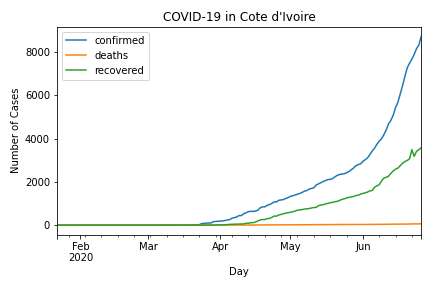 COVID-19 in Cote d'Ivoire
confirmed
deaths
recovered
Number of Cases
8000
6000
4000
2000
0
Feb
2020
Mar
Apr
May
Jun
Day